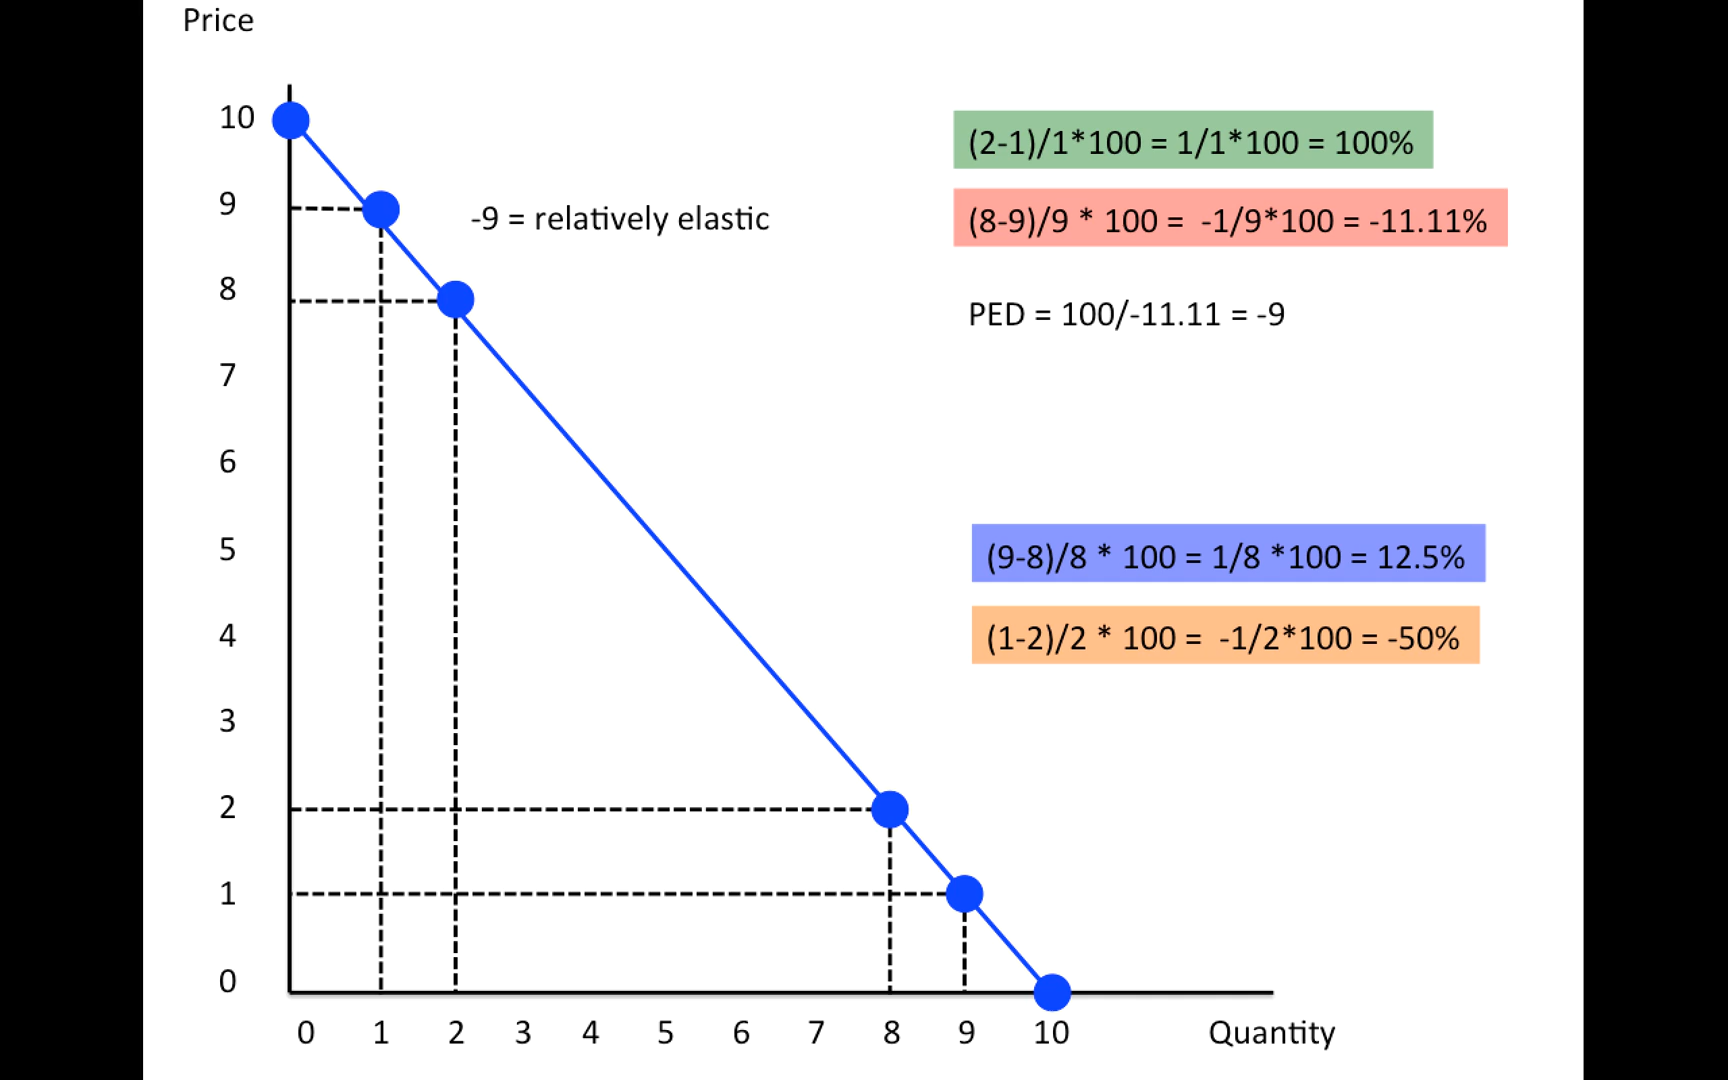 Price
10
(2-1)/1*100 = 1/1*100 = 100%
9
-9 = relatively elastic
(8-9)/9 * 100 =  -1/9*100 = -11.11%
8
PED = 100/-11.11 = -9
7
6
5
(9-8)/8 * 100 = 1/8 *100 = 12.5%
4
(1-2)/2 * 100 =  -1/2*100 = -50%
3
2
1
0
0 1 2 3 4 5 6 7 8 9 10 Quantity